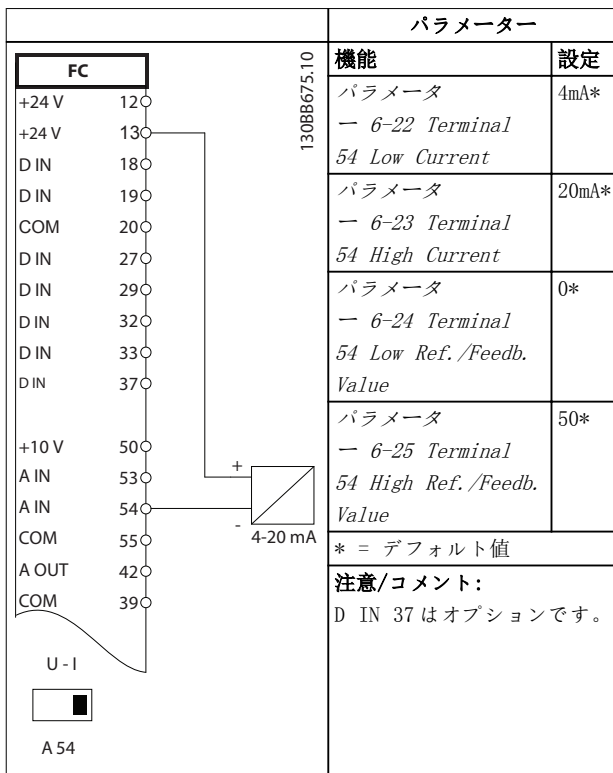 FC
130BB675.10
+24 V 12
+24 V 13
D IN 18
D IN 19
COM 20
D IN 27
D IN 29
D IN 32
D IN 33
D IN 37
+10 V 50
A IN 53
A IN 54
COM 55
A OUT 42
COM 39
+
-
4-20 mA
U - I
A 54
パラメーター
機能 設定
パラメータ 4mA*
ー 6-22 Terminal
54 Low Current
パラメータ 20mA*
ー 6-23 Terminal
54 High Current
パラメータ 0*
ー 6-24 Terminal
54 Low Ref./Feedb.
Value
パラメータ 50*
ー 6-25 Terminal
54 High Ref./Feedb.
Value
* = デフォルト値
注意/コメント:
D IN 37はオプションです。